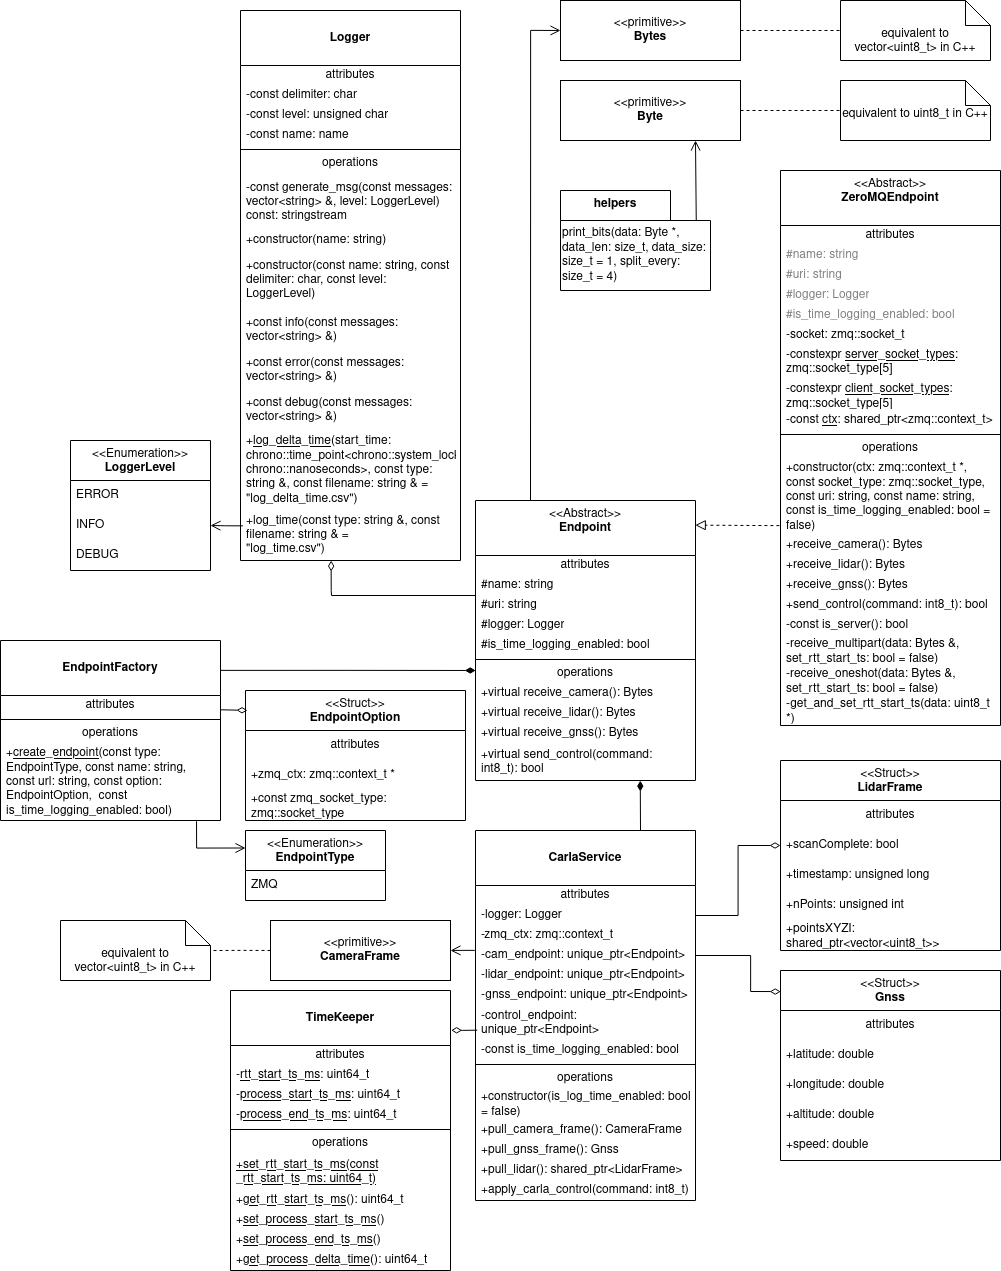 Logger
attributes
-const delimiter: char
-const level: unsigned char
-const name: name
operations
-const generate_msg(const messages:
vector<string> &, level: LoggerLevel)
const: stringstream
+constructor(name: string)
+constructor(const name: string, const
delimiter: char, const level:
LoggerLevel)
+const info(const messages:
vector<string> &)
+const error(const messages:
vector<string> &)
+const debug(const messages:
vector<string> &)
+log_delta_time(start_time:
chrono::time_point<chrono::system_locl
chrono::nanoseconds>, const type:
string &, const filename: string & =
"log_delta_time.csv")
+log_time(const type: string &, const
filename: string & =
"log_time.csv")
<<primitive>>
Bytes
equivalent to
vector<uint8_t> in C++
<<primitive>>
Byte
equivalent to uint8_t in C++
helpers
print_bits(data: Byte *,
data_len: size_t, data_size:
size_t = 1, split_every:
size_t = 4)
<<Abstract>>
ZeroMQEndpoint
attributes
#name: string
#uri: string
#logger: Logger
#is_time_logging_enabled: bool
-socket: zmq::socket_t
-constexpr server_socket_types:
zmq::socket_type[5]
-constexpr client_socket_types:
zmq::socket_type[5]
-const ctx: shared_ptr<zmq::context_t>
operations
+constructor(ctx: zmq::context_t *,
const socket_type: zmq::socket_type,
const uri: string, const name: string,
const is_time_logging_enabled: bool =
false)
+receive_camera(): Bytes
+receive_lidar(): Bytes
+receive_gnss(): Bytes
+send_control(command: int8_t): bool
-const is_server(): bool
-receive_multipart(data: Bytes &,
set_rtt_start_ts: bool = false)
-receive_oneshot(data: Bytes &,
set_rtt_start_ts: bool = false)
-get_and_set_rtt_start_ts(data: uint8_t
*)
<<Enumeration>>
LoggerLevel
ERROR
INFO
DEBUG
<<Abstract>>
Endpoint
attributes
#name: string
#uri: string
#logger: Logger
#is_time_logging_enabled: bool
operations
+virtual receive_camera(): Bytes
+virtual receive_lidar(): Bytes
+virtual receive_gnss(): Bytes
+virtual send_control(command:
int8_t): bool
EndpointFactory
attributes
operations
+create_endpoint(const type:
EndpointType, const name: string,
const url: string, const option:
EndpointOption, const
is_time_logging_enabled: bool)
<<Struct>>
EndpointOption
attributes
+zmq_ctx: zmq::context_t *
+const zmq_socket_type:
zmq::socket_type
<<Enumeration>>
EndpointType
ZMQ
<<Struct>>
LidarFrame
attributes
+scanComplete: bool
+timestamp: unsigned long
+nPoints: unsigned int
+pointsXYZI:
shared_ptr<vector<uint8_t>>
CarlaService
attributes
-logger: Logger
-zmq_ctx: zmq::context_t
-cam_endpoint: unique_ptr<Endpoint>
-lidar_endpoint: unique_ptr<Endpoint>
-gnss_endpoint: unique_ptr<Endpoint>
-control_endpoint:
unique_ptr<Endpoint>
-const is_time_logging_enabled: bool
operations
+constructor(is_log_time_enabled: bool
= false)
+pull_camera_frame(): CameraFrame
+pull_gnss_frame(): Gnss
+pull_lidar(): shared_ptr<LidarFrame>
+apply_carla_control(command: int8_t)
equivalent to
vector<uint8_t> in C++
<<primitive>>
CameraFrame
TimeKeeper
attributes
-rtt_start_ts_ms: uint64_t
-process_start_ts_ms: uint64_t
-process_end_ts_ms: uint64_t
operations
+set_rtt_start_ts_ms(const
_rtt_start_ts_ms: uint64_t)
+get_rtt_start_ts_ms(): uint64_t
+set_process_start_ts_ms()
+set_process_end_ts_ms()
+get_process_delta_time(): uint64_t
<<Struct>>
Gnss
attributes
+latitude: double
+longitude: double
+altitude: double
+speed: double